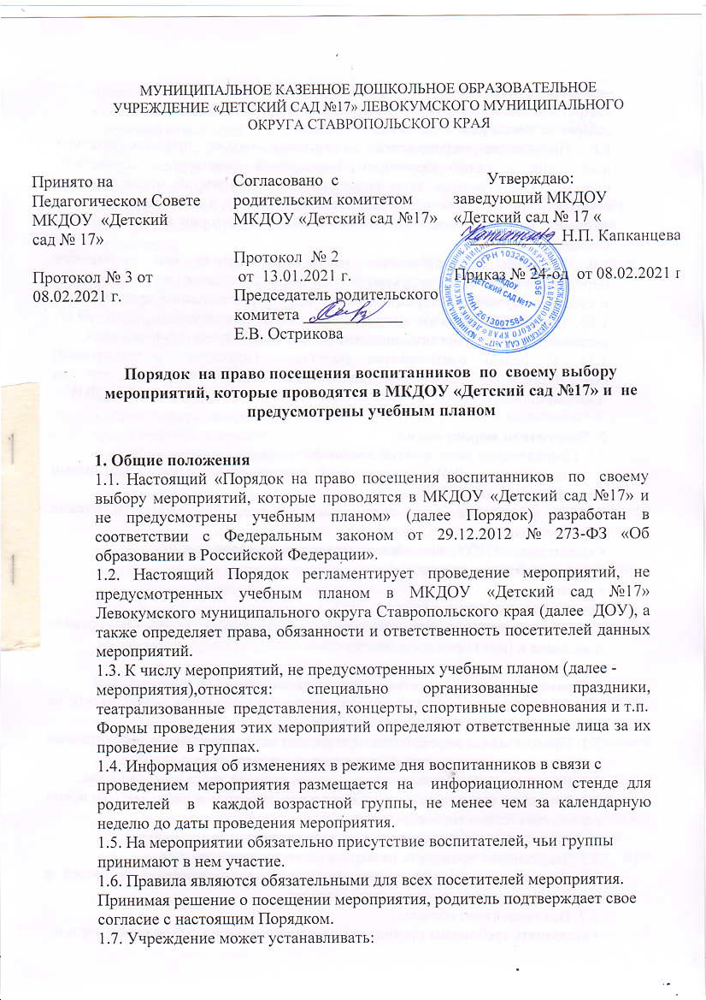 МУНИЦИПАЛЬНОЕ КАЗЕННОЕ ДОШКОЛЬНОЕ ОБРАЗОВАТЕЛЬНОЕ
УЧРЕЖДЕНИЕ «ДЕТСКИЙ САД №17» ЛЕВОКУМСКОГО МУНИЦИПАЛЬНОГО
ОКРУГА СТАВРОПОЛЬСКОГО КРАЯ
Принято на
Педагогическом Совете
МКДОУ «Детский
сад № 17»
Протокол № 3 от
08.02.2021 г.
Согласовано с
родительским комитетом
МКДОУ «Детский сад №17»
Протокол № 2
от 13.01.2021 г.
Председатель родительского
комитета
Е.В. Острикова
Утверждаю:
заведующий МКДОУ
«Детский сад № 17 «
Н.П. Капканцева
Приказ № 24-од от 08.02.2021 г
МКДОУ
"ДЕТСКИЙ САД №17"
ИНН 2613007584
Порядок на право посещения воспитанников по своему выбору
мероприятий, которые проводятся в МКДОУ «Детский сад №17» и не
предусмотрены учебным планом
1. Общие положения
1.1. Настоящий «Порядок на право посещения воспитанников по своему
выбору мероприятий, которые проводятся в МКДОУ «Детский сад №17» и
не предусмотрены учебным планом» (далее Порядок) разработан в
соответствии с Федеральным законом от 29.12.2012 № 273-ФЗ «Об
образовании в Российской Федерации».
1.2. Настоящий Порядок регламентирует проведение мероприятий, не
предусмотренных учебным планом в МКДОУ «Детский сад №17»
Левокумского муниципального округа Ставропольского края (далее ДОУ), а
также определяет права, обязанности и ответственность посетителей данных
мероприятий.
1.3. К числу мероприятий, не предусмотренных учебным планом (далее -
мероприятия),относятся: специально организованные праздники,
театрализованные представления, концерты, спортивные соревнования и т.п.
Формы проведения этих мероприятий определяют ответственные лица за их
проведение в группах.
1.4. Информация об изменениях в режиме дня воспитанников в связи с
проведением мероприятия размещается на инфориациолнном стенде для
родителей в каждой возрастной группы, не менее чем за календарную
неделю до даты проведения мероприятия.
1.5. На мероприятии обязательно присутствие воспитателей, чьи группы
принимают в нем участие.
1.6. Правила являются обязательными для всех посетителей мероприятия.
Принимая решение о посещении мероприятия, родитель подтверждает свое
согласие с настоящим Порядком.
1.7. Учреждение может устанавливать: